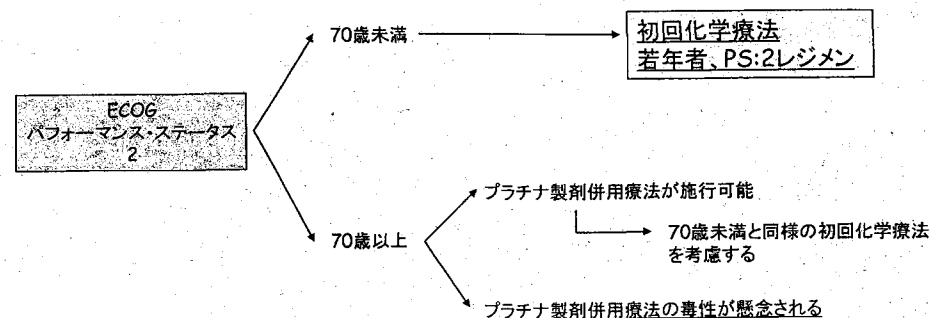 70歳未満
初回化学療法
若年者、PS:2レジメン
ECOG
パフォーマンス・ステータス
2
プラチナ製剤併用療法が施行可能
70歳以上
70歳未満と同様の初回化学療法
を考慮する
プラチナ製剤併用療法の毒性が懸念される